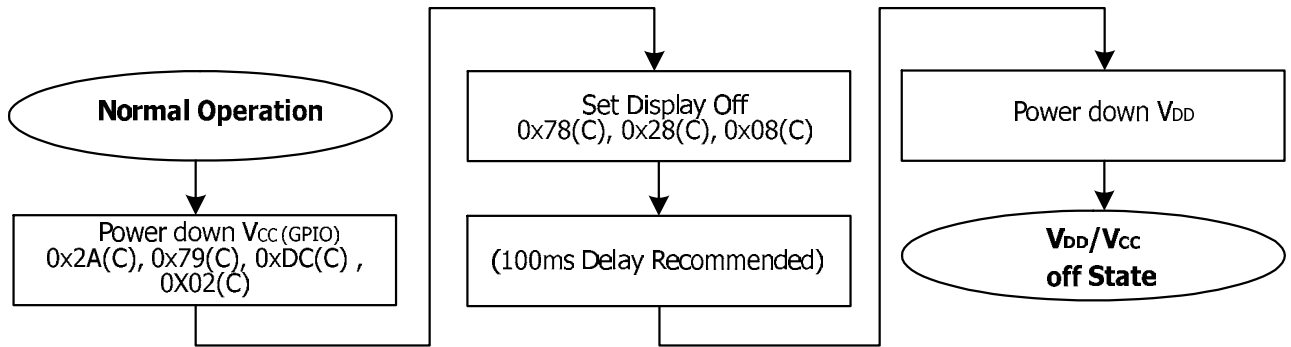 Normal Operation
Power down VCC (GPIO)
0x2A(C), 0x79(C), 0xDC(C) ,
0X02(C)
Set Display Off
0x78(C), 0x28(C), 0x08(C)
(100ms Delay Recommended)
Power down VDD
VDD/VCC
off State